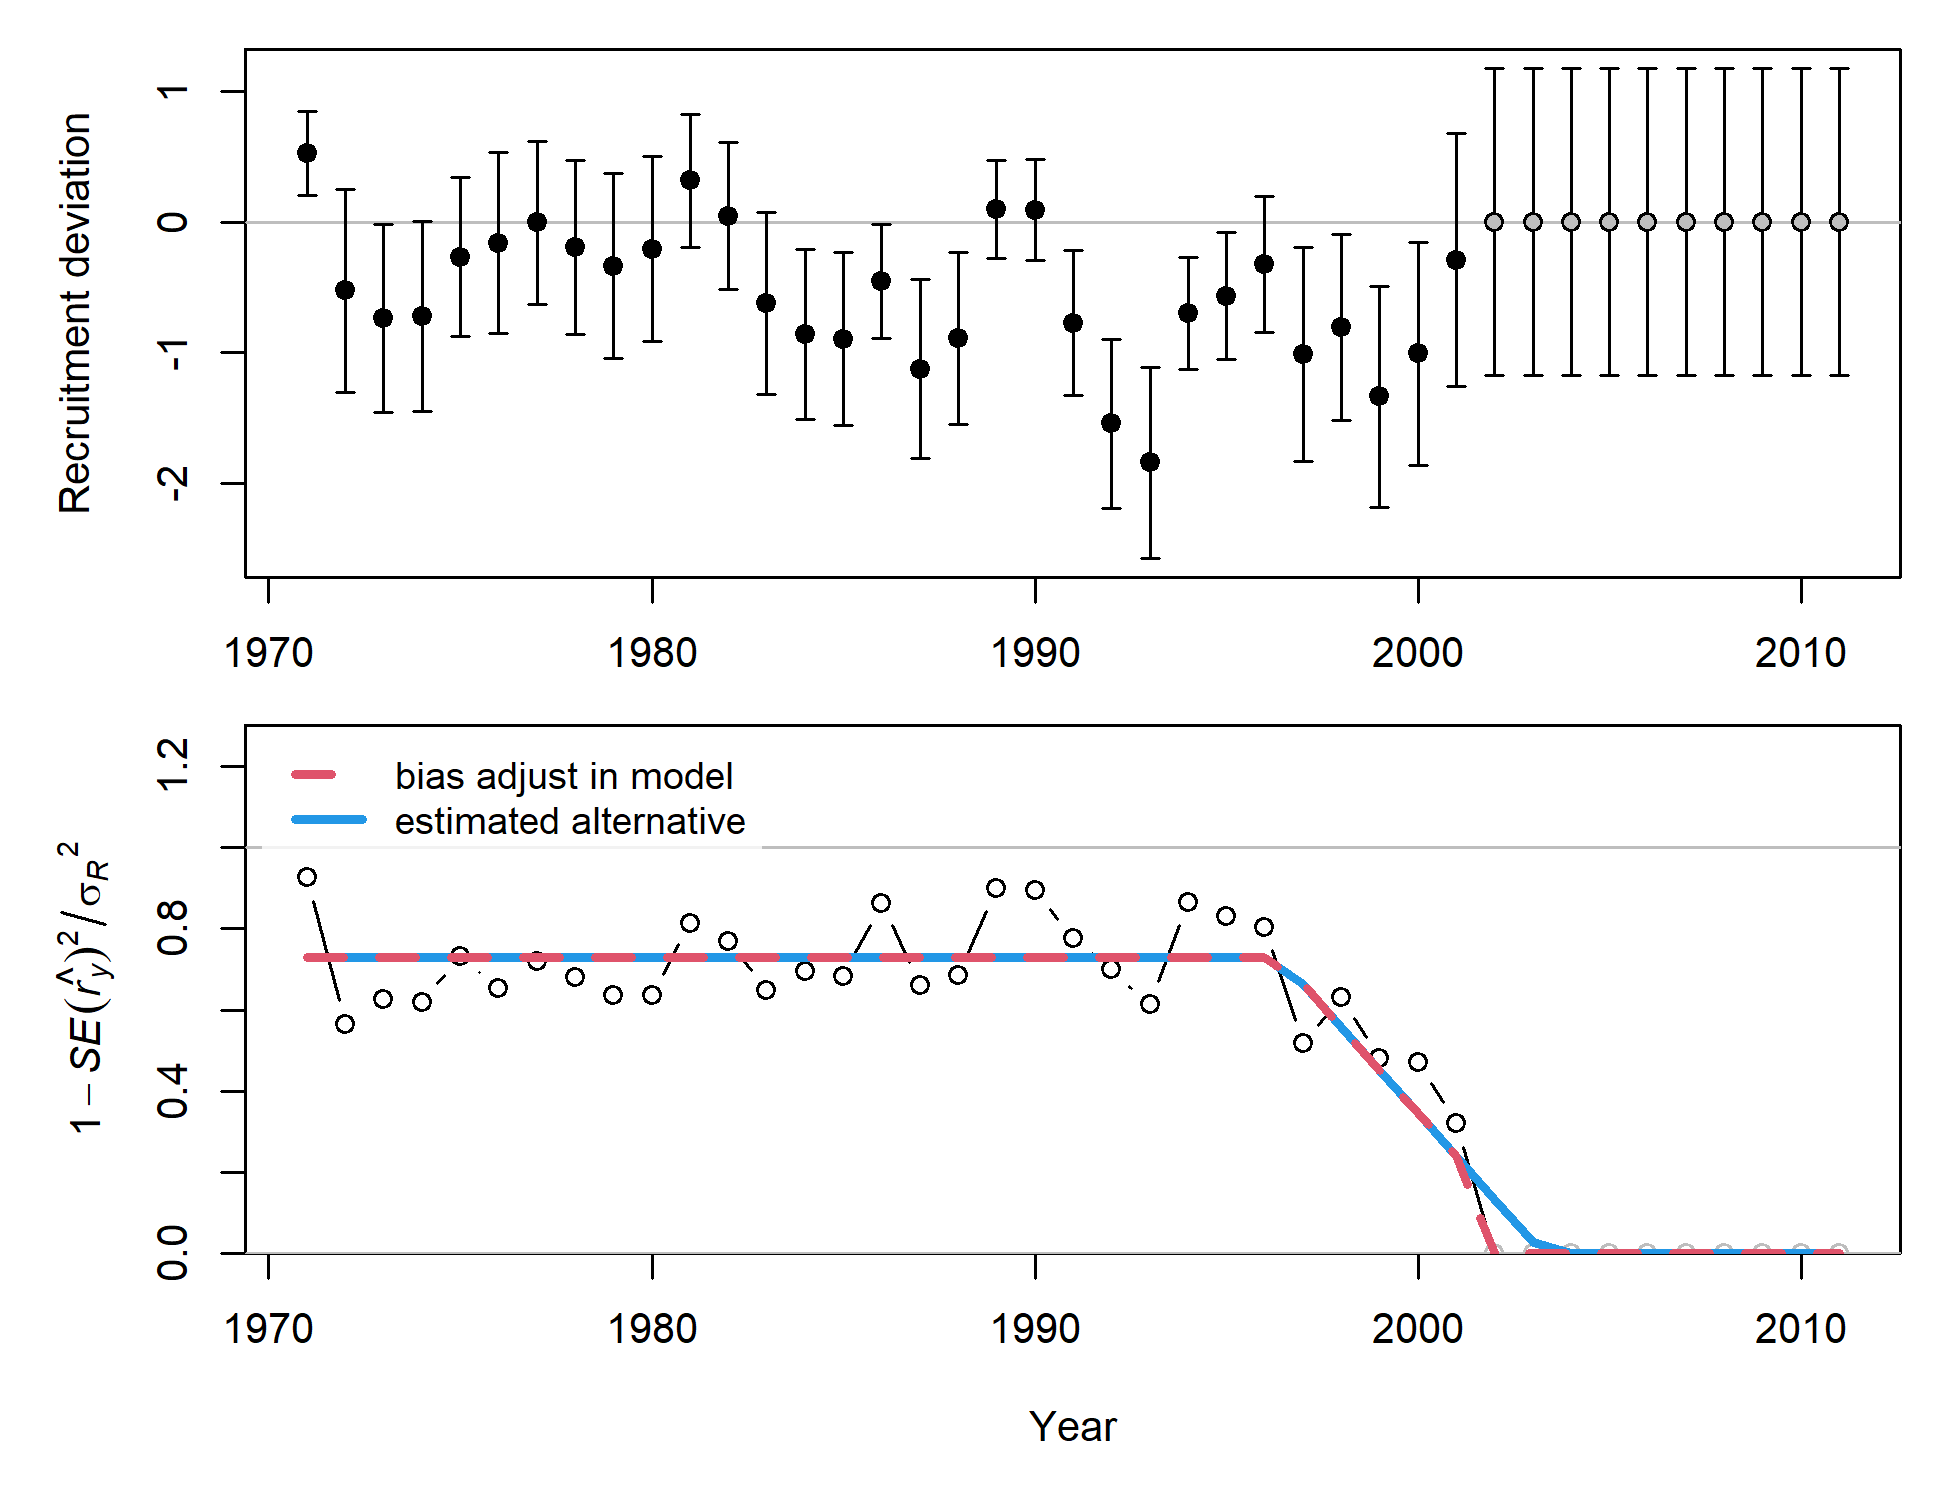 Recruitment deviation
1
0
-1
-2
1970 1980 1990 2000 2010
bias adjust in model
estimated alternative
1 − SE(r̂y)² / σR²
1.2
0.8
0.4
0.0
1970 1980 1990 2000 2010
Year